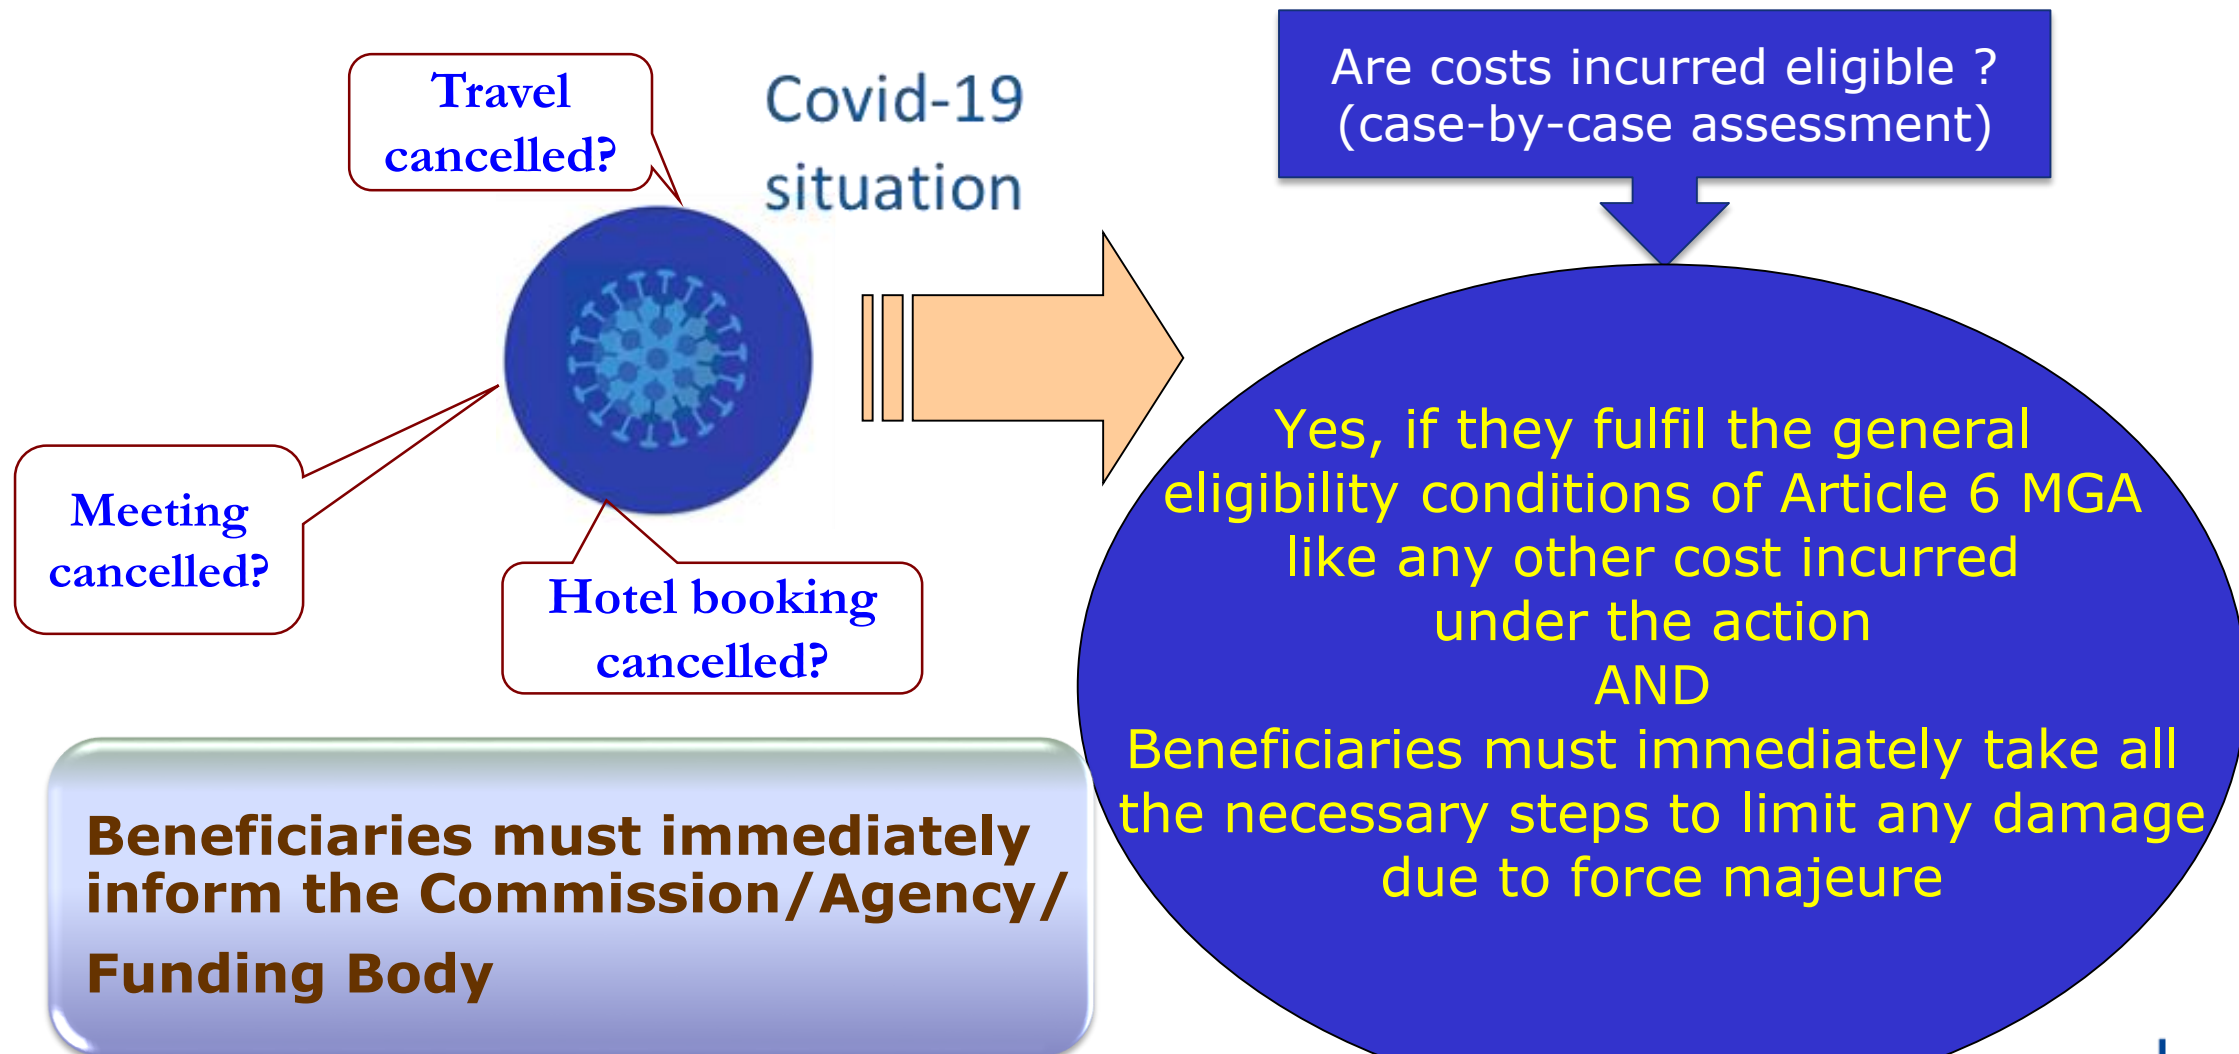 Travel
cancelled?
Covid-19
situation
Meeting
cancelled?
Hotel booking
cancelled?
Beneficiaries must immediately
inform the Commission/Agency/
Funding Body
Are costs incurred eligible ?
(case-by-case assessment)
Yes, if they fulfil the general
eligibility conditions of Article 6 MGA
like any other cost incurred
under the action
AND
Beneficiaries must immediately take all
the necessary steps to limit any damage
due to force majeure